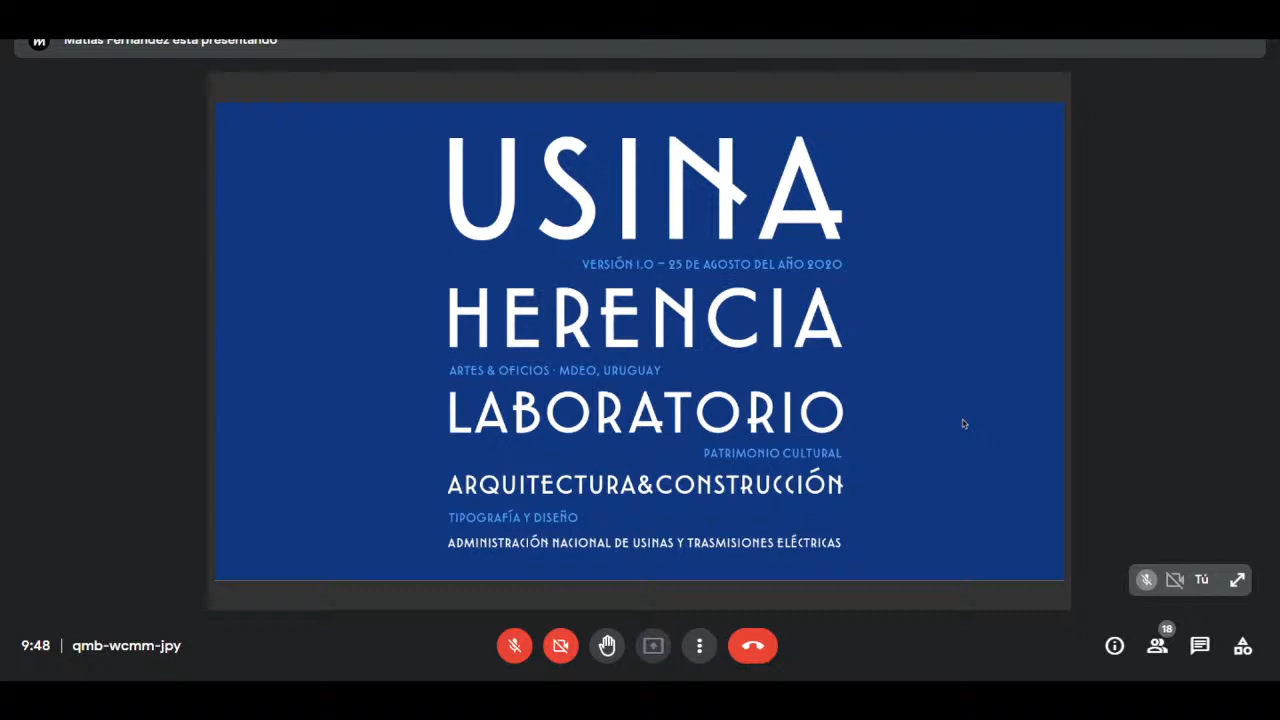 Matías Fernández está presentando
USINA
VERSIÓN 1.0 – 25 DE AGOSTO DEL AÑO 2020
HERENCIA
ARTES & OFICIOS · MDEO, URUGUAY
LABORATORIO
PATRIMONIO CULTURAL
ARQUITECTURA&CONSTRUCCIÓN
TIPOGRAFÍA Y DISEÑO
ADMINISTRACIÓN NACIONAL DE USINAS Y TRASMISIONES ELÉCTRICAS
Tú
18
9:48 | qmb-wcmm-jpy